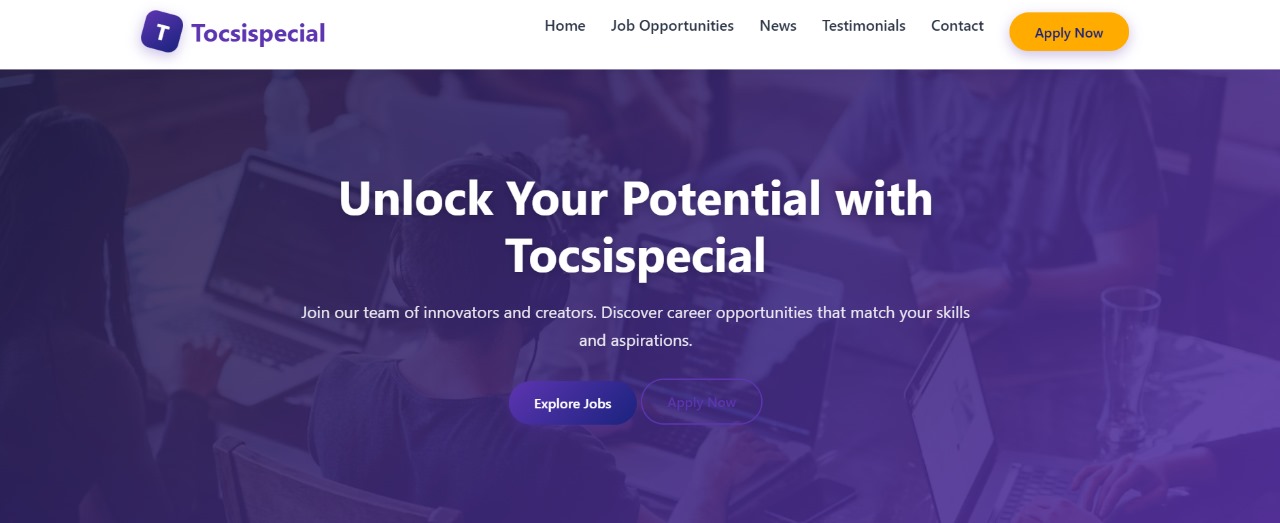 T Tocsispecial Home Job Opportunities News Testimonials Contact Apply Now
Unlock Your Potential with
Tocsispecial
Join our team of innovators and creators. Discover career opportunities that match your skills
and aspirations.
Explore Jobs Apply Now